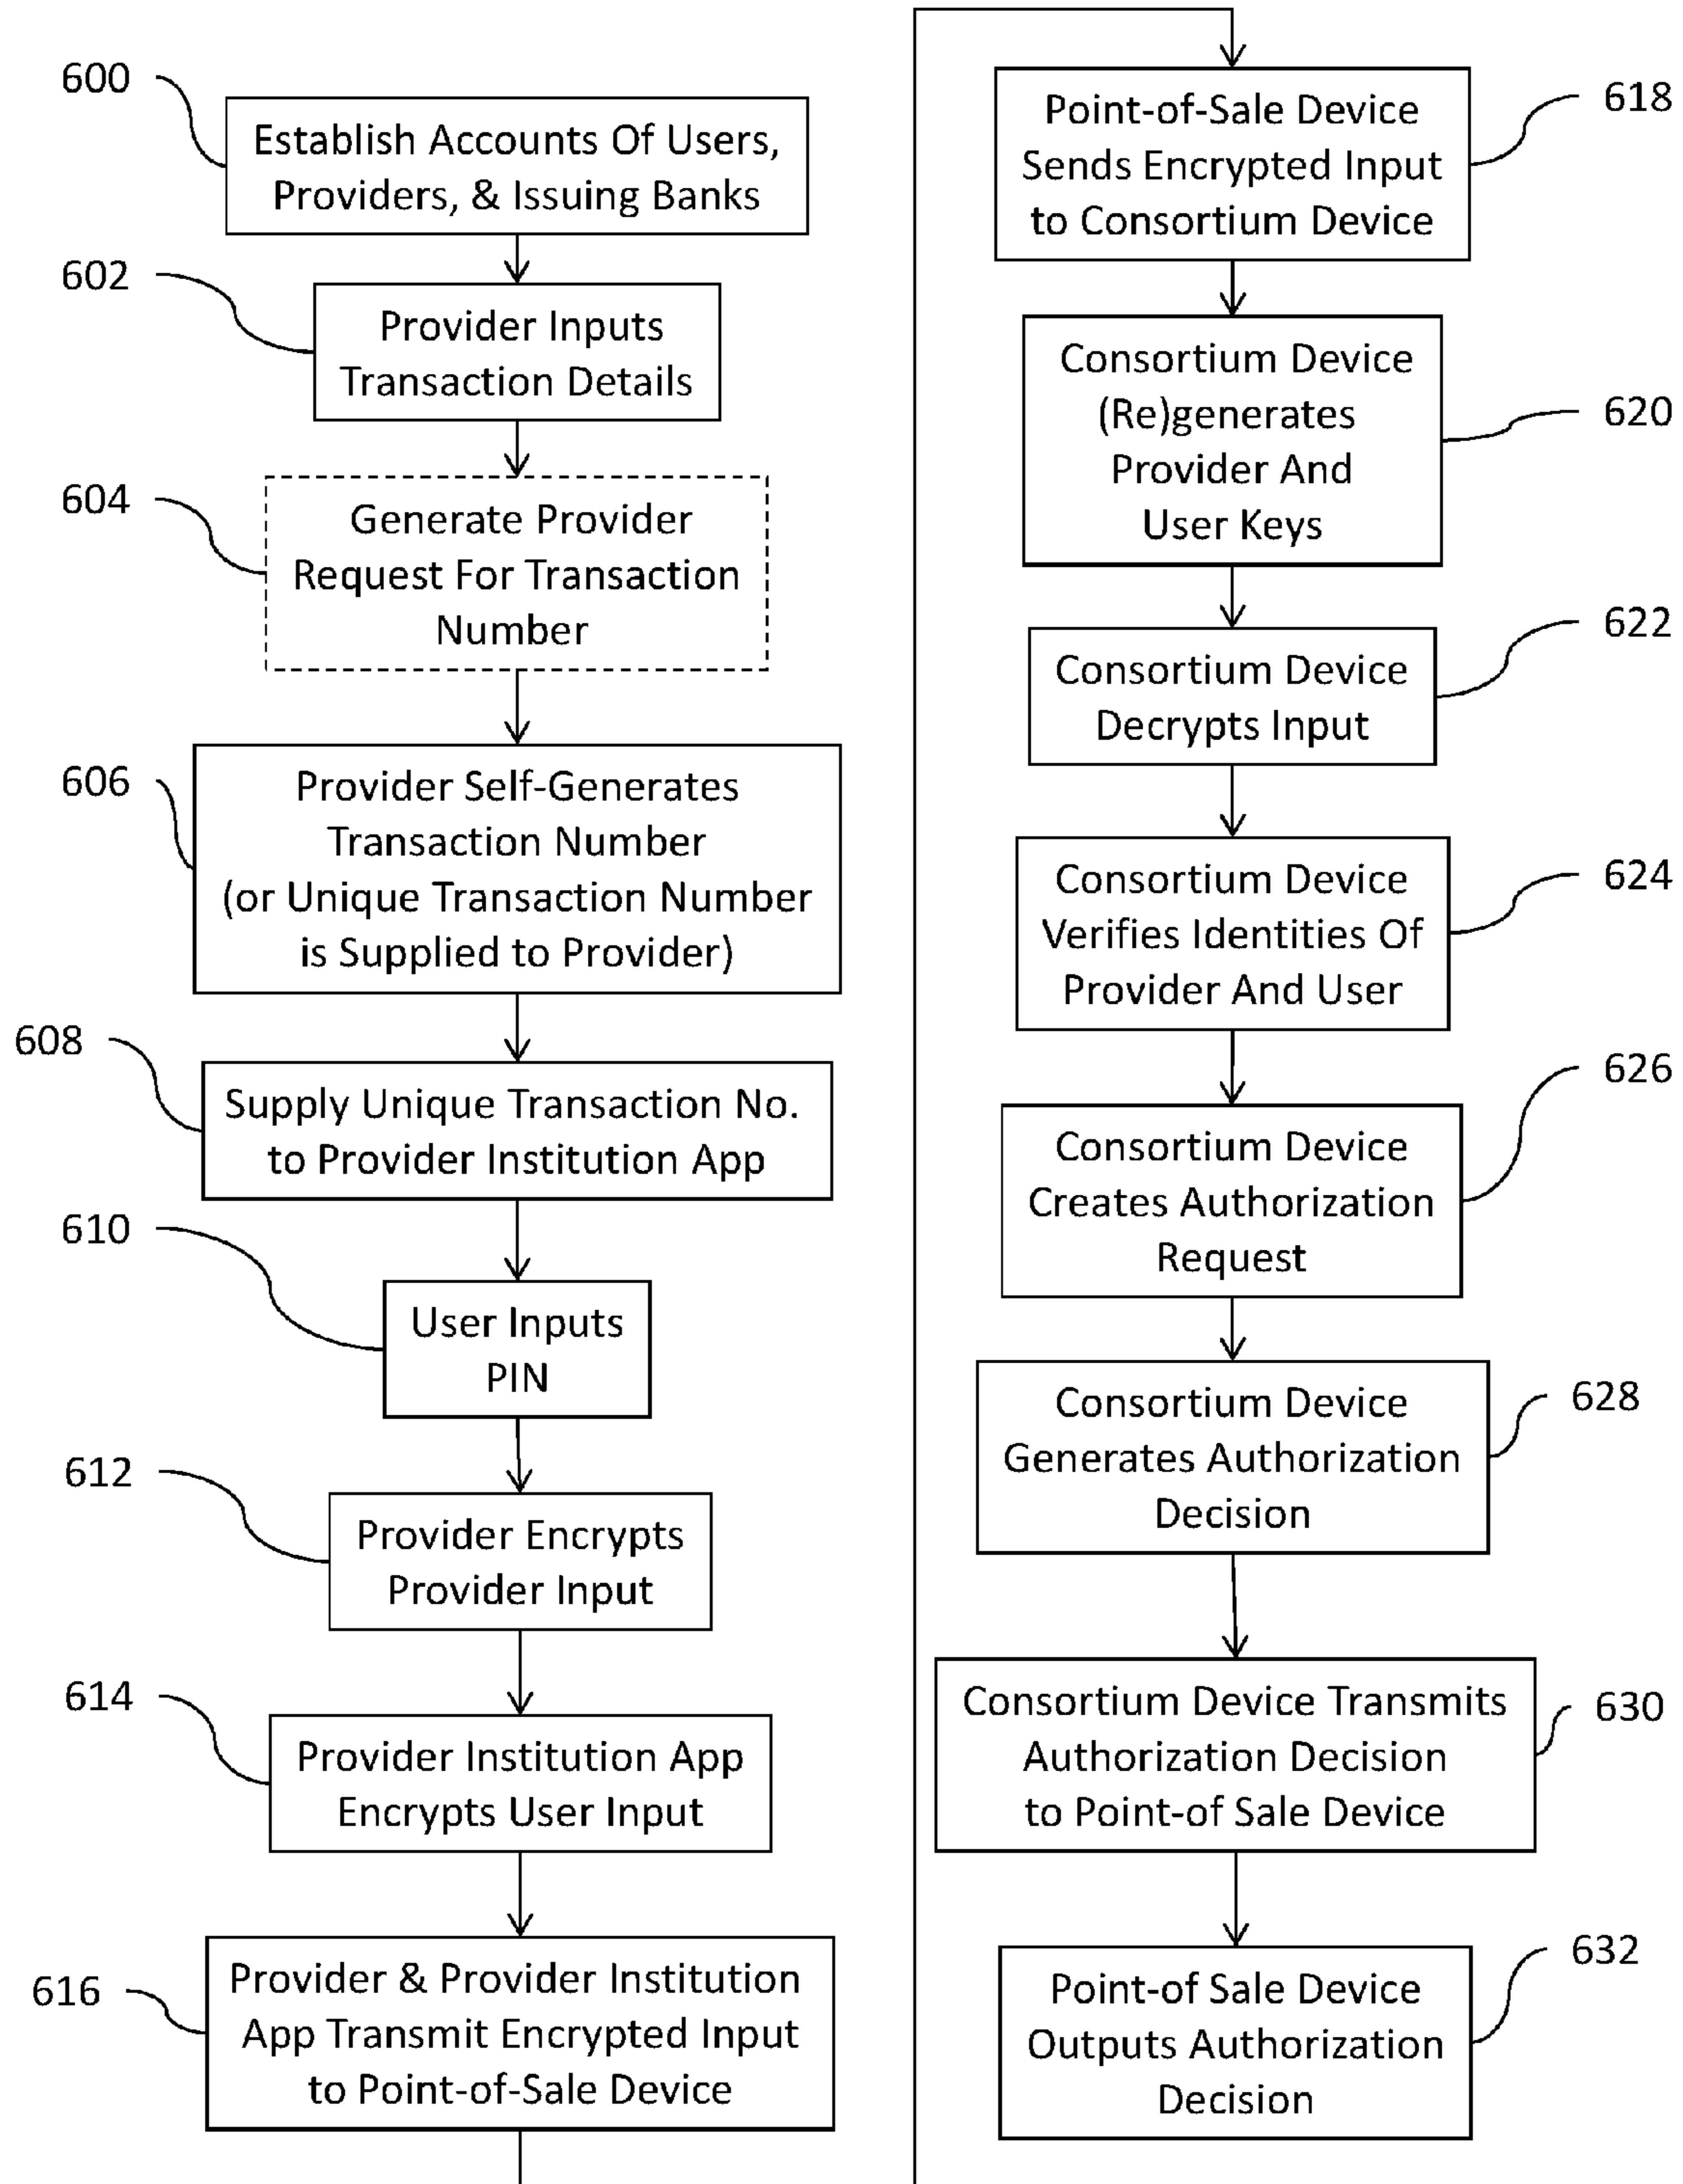 600
Establish Accounts Of Users,
Providers, & Issuing Banks
602
Provider Inputs
Transaction Details
604
Generate Provider
Request For Transaction
Number
606
Provider Self-Generates
Transaction Number
(or Unique Transaction Number
is Supplied to Provider)
608
Supply Unique Transaction No.
to Provider Institution App
610
User Inputs
PIN
612
Provider Encrypts
Provider Input
614
Provider Institution App
Encrypts User Input
616
Provider & Provider Institution
App Transmit Encrypted Input
to Point-of-Sale Device
618
Point-of-Sale Device
Sends Encrypted Input
to Consortium Device
620
Consortium Device
(Re)generates
Provider And
User Keys
622
Consortium Device
Decrypts Input
624
Consortium Device
Verifies Identities Of
Provider And User
626
Consortium Device
Creates Authorization
Request
628
Consortium Device
Generates Authorization
Decision
630
Consortium Device Transmits
Authorization Decision
to Point-of Sale Device
632
Point-of Sale Device
Outputs Authorization
Decision